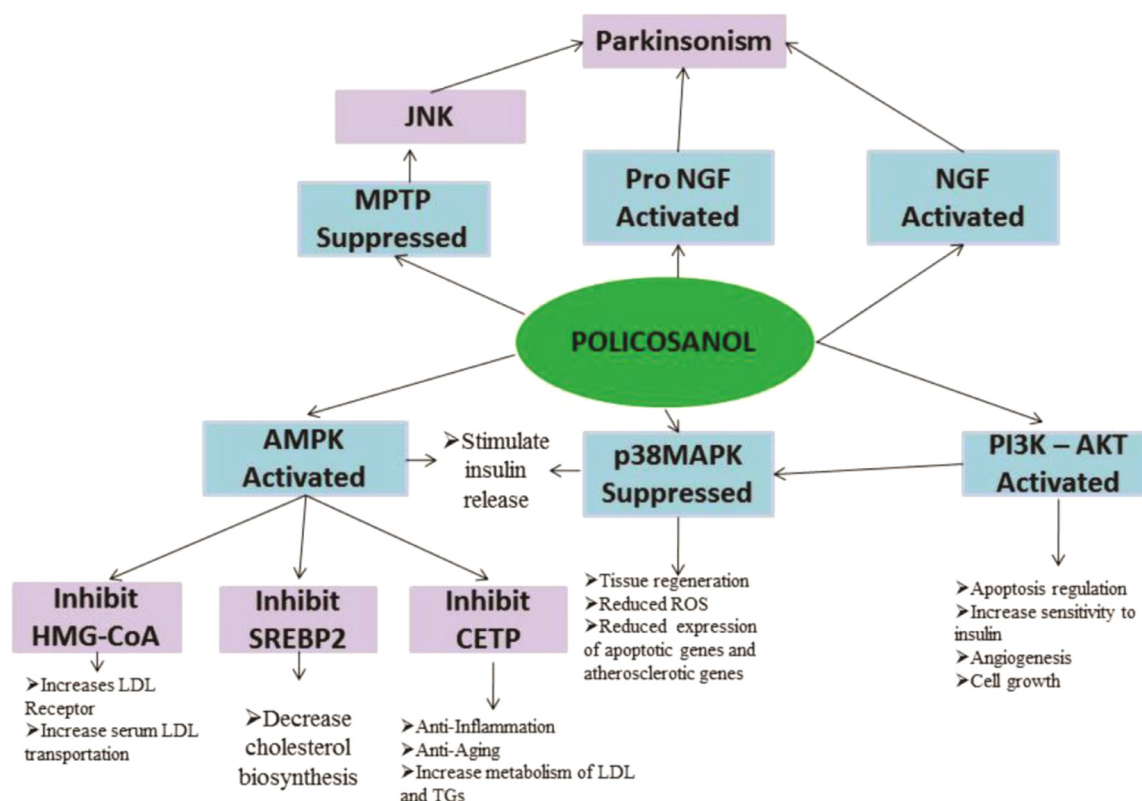 Parkinsonism
JNK
MPTP
Suppressed
Pro NGF
Activated
NGF
Activated
POLICOSANOL
AMPK
Activated
➢Stimulate
insulin
release
p38MAPK
Suppressed
PI3K – AKT
Activated
Inhibit
HMG-CoA
Inhibit
SREBP2
Inhibit
CETP
➢Tissue regeneration
➢Reduced ROS
➢Reduced expression
of apoptotic genes and
atherosclerotic genes
➢Apoptosis regulation
➢Increase sensitivity to
insulin
➢Angiogenesis
➢Cell growth
➢Increases LDL
Receptor
➢Increase serum LDL
transportation
➢Decrease
cholesterol
biosynthesis
➢Anti-Inflammation
➢Anti-Aging
➢Increase metabolism of LDL
and TGs